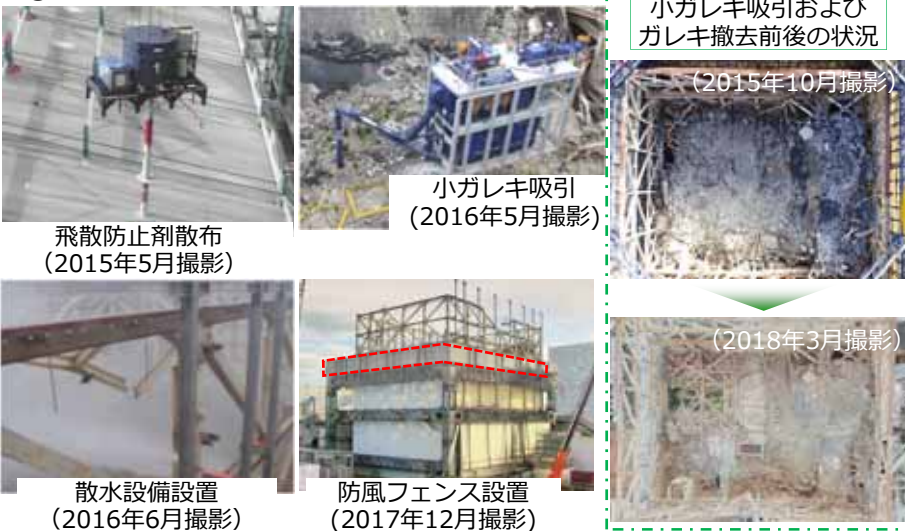 飛散防止剤散布
（2015年5月撮影）
小ガレキ吸引
(2016年5月撮影)
散水設備設置
（2016年6月撮影）
防風フェンス設置
（2017年12月撮影）
小ガレキ吸引および
ガレキ撤去前後の状況
（2015年10月撮影）
（2018年3月撮影）